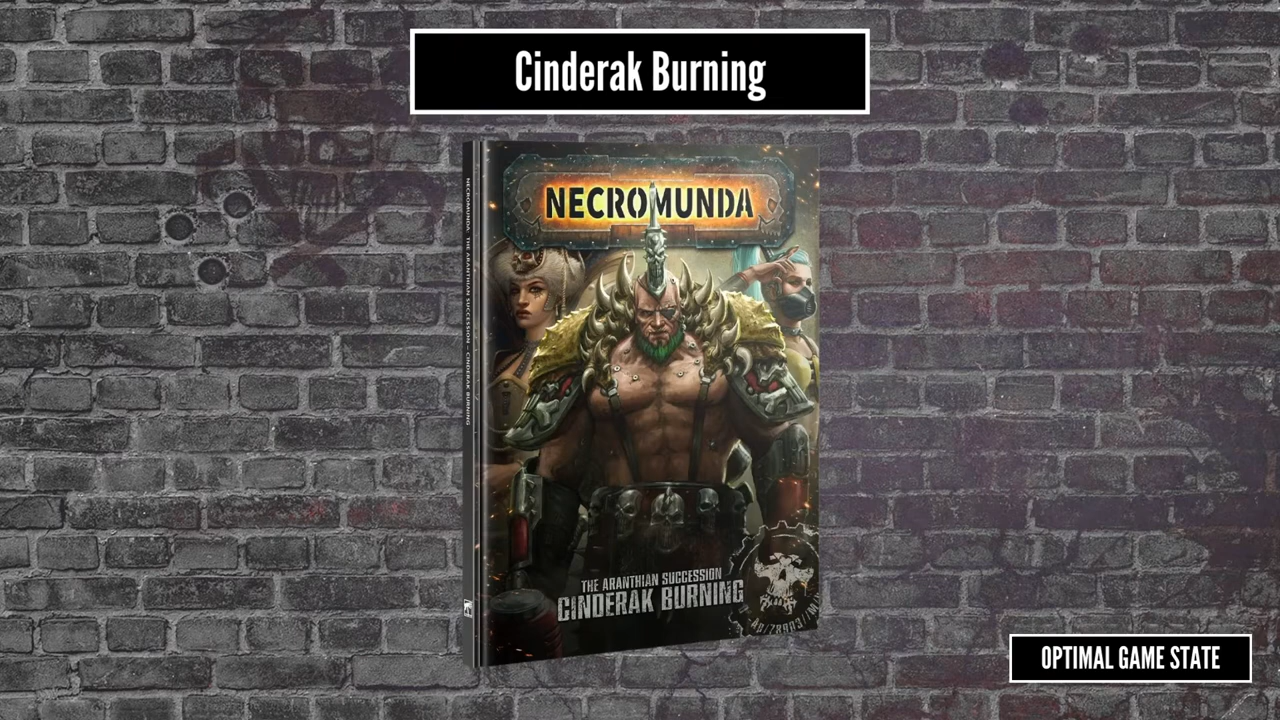 Cinderak Burning
NECROMUNDA
NECROMUNDA: THE ARANTHIAN SUCCESSION – CINDERAK BURNING
THE ARANTHIAN SUCCESSION
CINDERAK BURNING
OPTIMAL GAME STATE